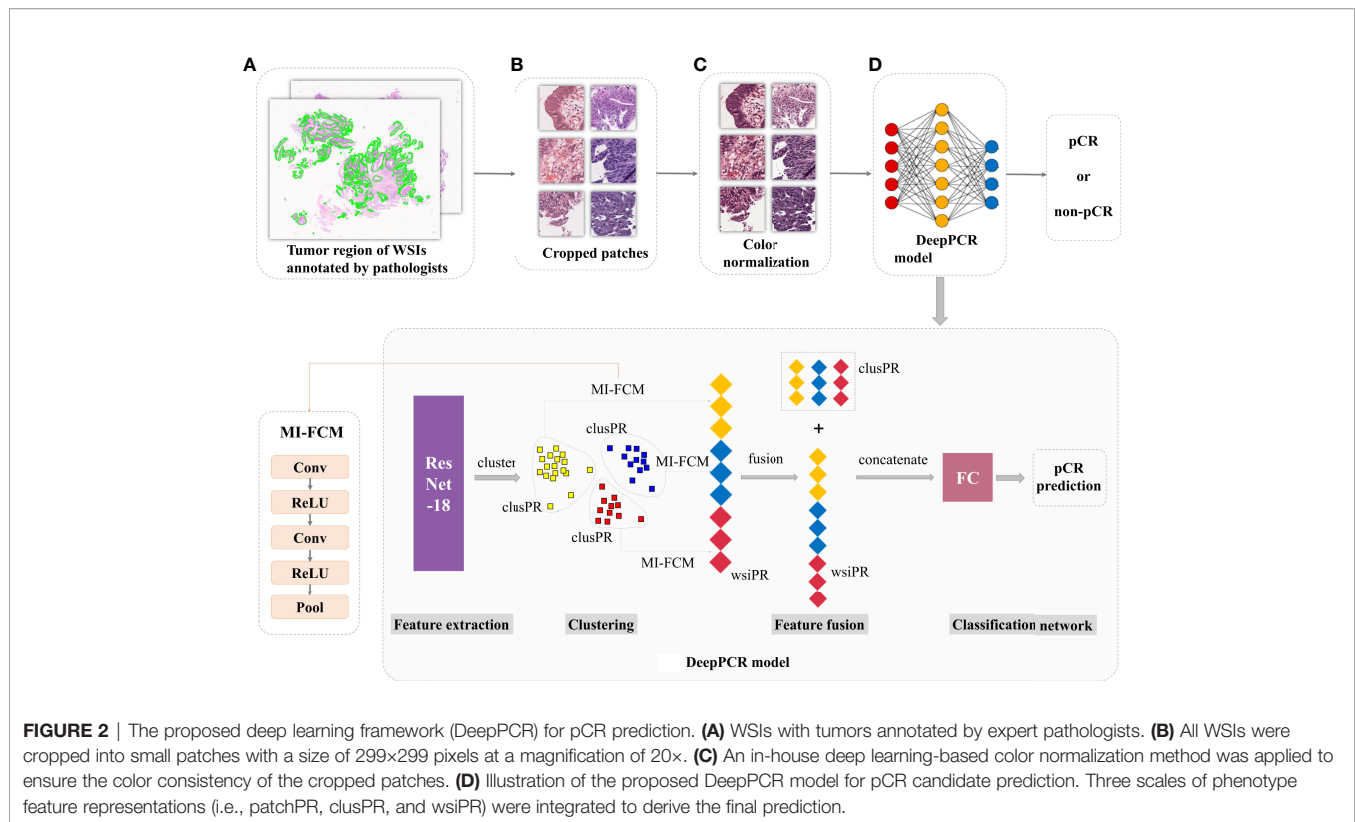 A
B
C
D
Tumor region of WSIs
annotated by pathologists
Cropped patches
Color
normalization
DeepPCR
model
pCR
or
non-pCR
MI-FCM
Conv
ReLU
Conv
ReLU
Pool
Res
Net
-18
cluster
MI-FCM
clusPR
clusPR
MI-FCM
clusPR
MI-FCM
wsiPR
fusion
clusPR
+
wsiPR
concatenate
FC
pCR
prediction
Feature extraction
Clustering
Feature fusion
Classification network
DeepPCR model
FIGURE 2 | The proposed deep learning framework (DeepPCR) for pCR prediction. (A) WSIs with tumors annotated by expert pathologists. (B) All WSIs were
cropped into small patches with a size of 299×299 pixels at a magnification of 20×. (C) An in-house deep learning-based color normalization method was applied to
ensure the color consistency of the cropped patches. (D) Illustration of the proposed DeepPCR model for pCR candidate prediction. Three scales of phenotype
feature representations (i.e., patchPR, clusPR, and wsiPR) were integrated to derive the final prediction.